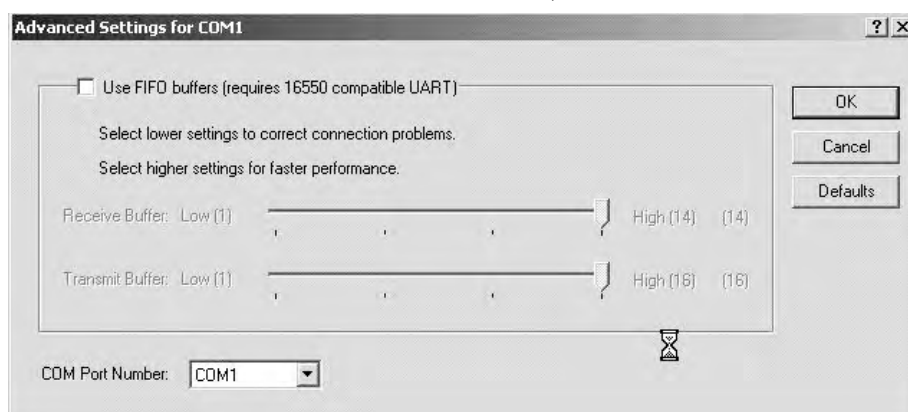 Advanced Settings for COM1
Use FIFO buffers (requires 16550 compatible UART)
OK
Select lower settings to correct connection problems.
Cancel
Select higher settings for faster performance.
Defaults
Receive Buffer: Low (1) High (14) (14)
Transmit Buffer: Low (1) High (16) (16)
COM Port Number: COM1